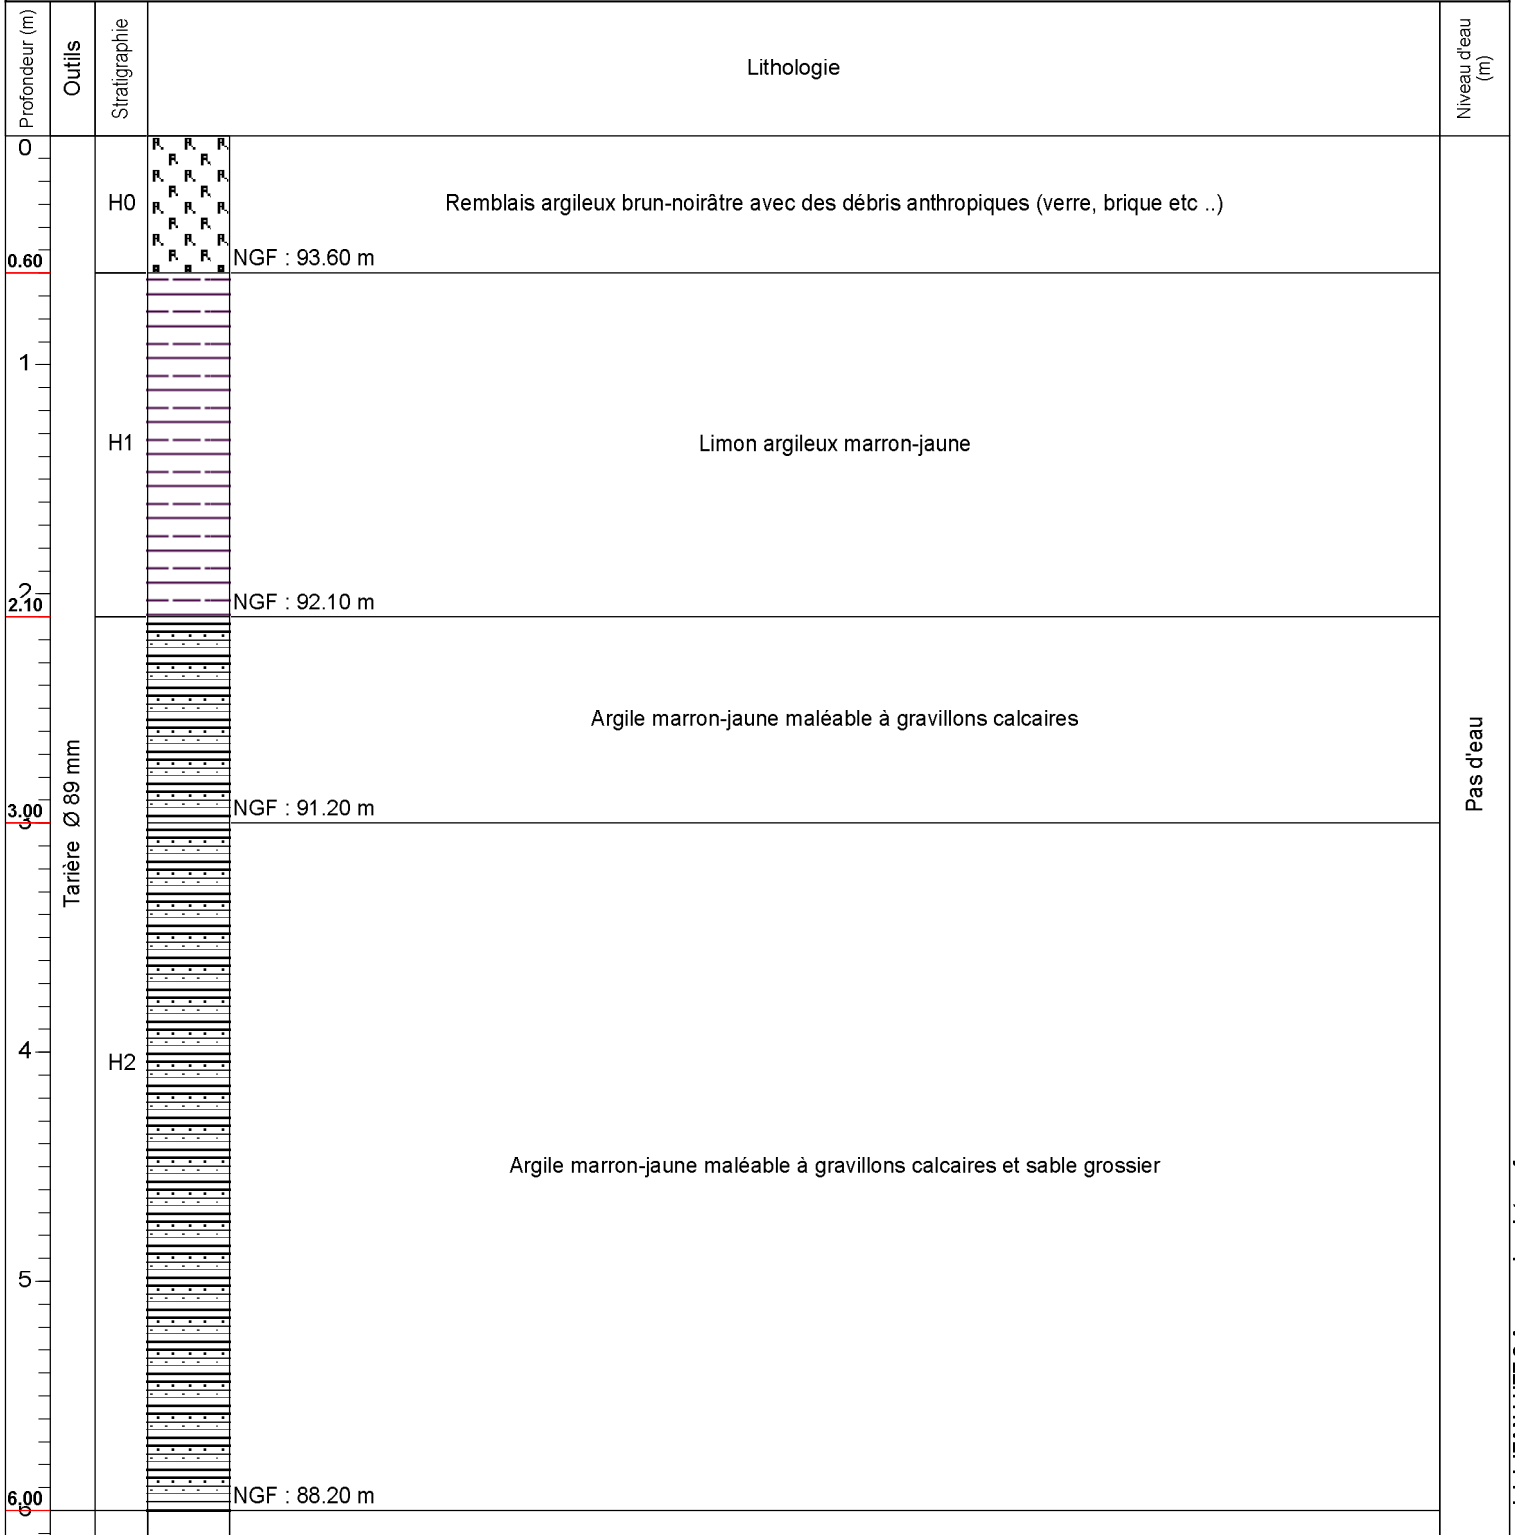 Profondeur (m)
Outils
Stratigraphie
Lithologie
Niveau d'eau
(m)
0
H0
Remblais argileux brun-noirâtre avec des débris anthropiques (verre, brique etc ..)
0.60
NGF : 93.60 m
1
H1
Limon argileux marron-jaune
2
2.10
NGF : 92.10 m
Argile marron-jaune maléable à gravillons calcaires
Tarière Ø 89 mm
Pas d'eau
3.00
NGF : 91.20 m
3
4
H2
Argile marron-jaune maléable à gravillons calcaires et sable grossier
5
6.00
NGF : 88.20 m
6